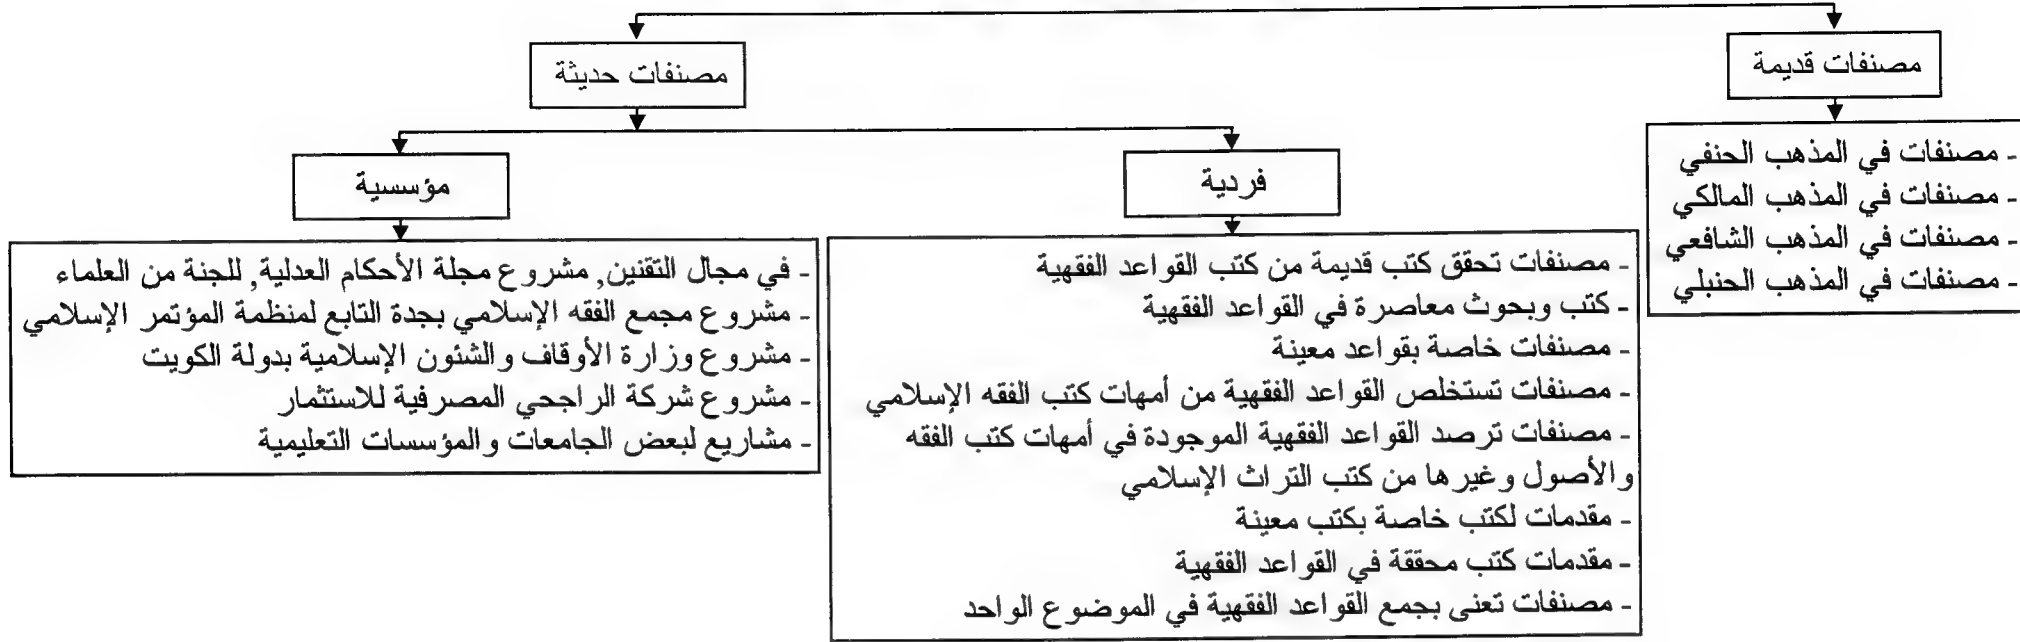 مصنفات قديمة
- مصنفات في المذهب الحنفي
- مصنفات في المذهب المالكي
- مصنفات في المذهب الشافعي
- مصنفات في المذهب الحنبلي
مصنفات حديثة
فردية
- مصنفات تحقق كتب قديمة من كتب القواعد الفقهية
- كتب وبحوث معاصرة في القواعد الفقهية
- مصنفات خاصة بقواعد معينة
- مصنفات تستخلص القواعد الفقهية من أمهات كتب الفقه الإسلامي
- مصنفات ترصد القواعد الفقهية الموجودة في أمهات كتب الفقه
والأصول وغيرها من كتب التراث الإسلامي
- مقدمات لكتب خاصة بكتب معينة
- مقدمات كتب محققة في القواعد الفقهية
- مصنفات تعنى بجمع القواعد الفقهية في الموضوع الواحد
مؤسسية
- في مجال التقنين, مشروع مجلة الأحكام العدلية, للجنة من العلماء
- مشروع مجمع الفقه الإسلامي بجدة التابع لمنظمة المؤتمر الإسلامي
- مشروع وزارة الأوقاف والشئون الإسلامية بدولة الكويت
- مشروع شركة الراجحي المصرفية للاستثمار
- مشاريع لبعض الجامعات والمؤسسات التعليمية